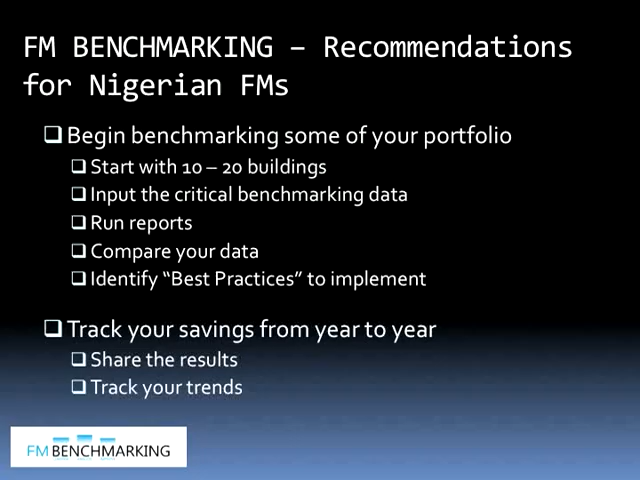 FM BENCHMARKING – Recommendations
for Nigerian FMs
Begin benchmarking some of your portfolio
Start with 10 – 20 buildings
Input the critical benchmarking data
Run reports
Compare your data
Identify “Best Practices” to implement
Track your savings from year to year
Share the results
Track your trends
FM BENCHMARKING